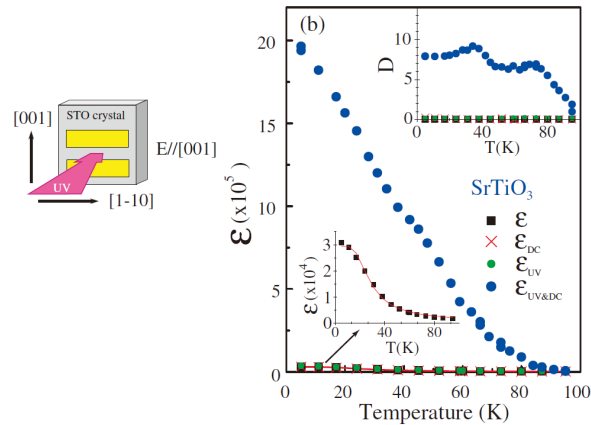 [001]
STO crystal
UV
E//[001]
[1-10]
(b)
20
15
10
5
0
ε(x10⁵)
0 20 40 60 80 100
Temperature (K)
D
10
5
0
0 40 80
T(K)
SrTiO₃
ε
ε_DC
ε_UV
ε_UV&DC
ε(x10⁴)
3
2
1
0
0 40 80
T(K)